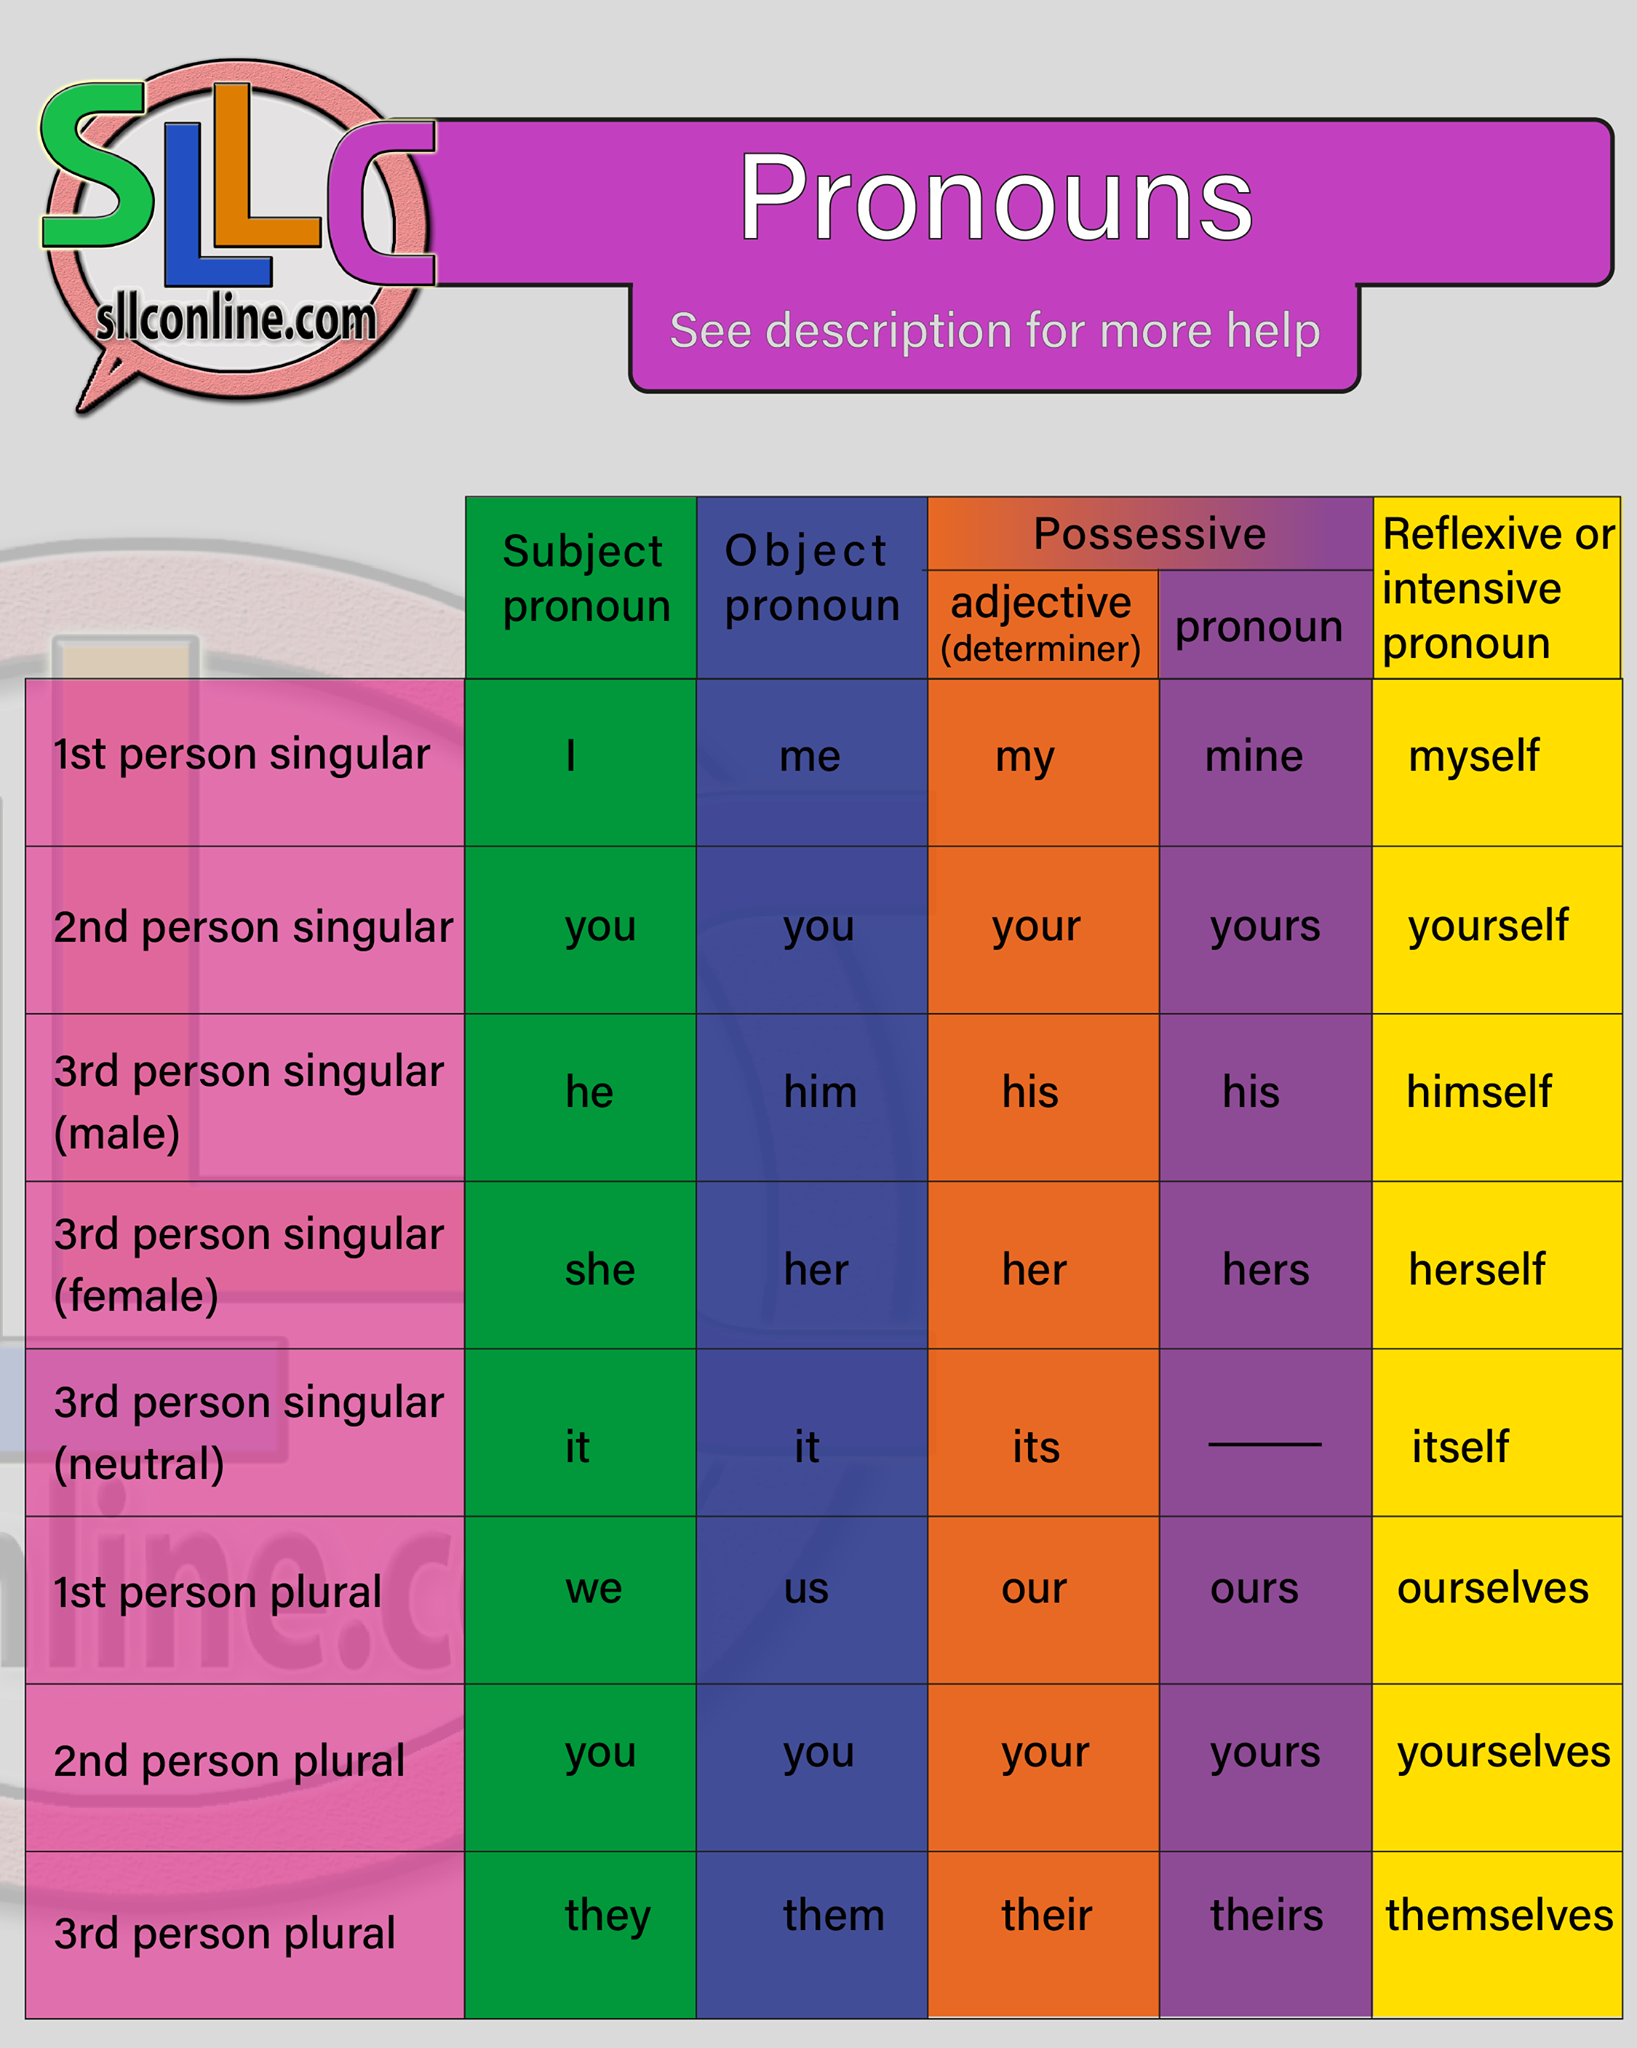 SLLC
sllconline.com
Pronouns
See description for more help
Subject pronoun
Object pronoun
Possessive
adjective
(determiner)
pronoun
Reflexive or
intensive
pronoun
1st person singular I me my mine myself
2nd person singular you you your yours yourself
3rd person singular
(male) he him his his himself
3rd person singular
(female) she her her hers herself
3rd person singular
(neutral) it it its —— itself
1st person plural we us our ours ourselves
2nd person plural you you your yours yourselves
3rd person plural they them their theirs themselves